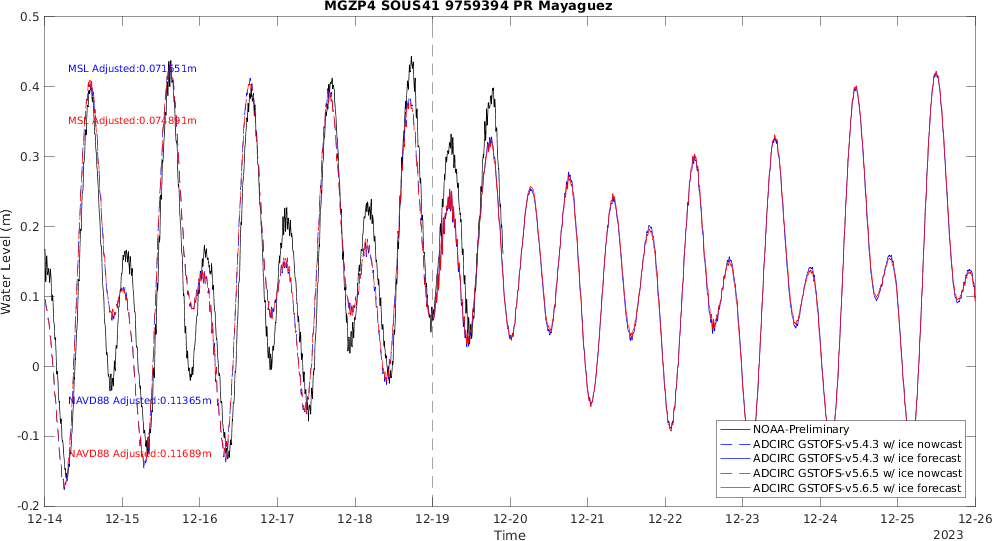 MGZP4 SOUS41 9759394 PR Mayaguez
0.5
0.4
0.3
0.2
0.1
0
-0.1
-0.2
Water Level (m)
MSL Adjusted:0.071551m
MSL Adjusted:0.074891m
NAVD88 Adjusted:0.11365m
NAVD88 Adjusted:0.11689m
NOAA-Preliminary
ADCIRC GSTOFS-v5.4.3 w/ ice nowcast
ADCIRC GSTOFS-v5.4.3 w/ ice forecast
ADCIRC GSTOFS-v5.6.5 w/ ice nowcast
ADCIRC GSTOFS-v5.6.5 w/ ice forecast
12-14 12-15 12-16 12-17 12-18 12-19 12-20 12-21 12-22 12-23 12-24 12-25 12-26
Time
2023